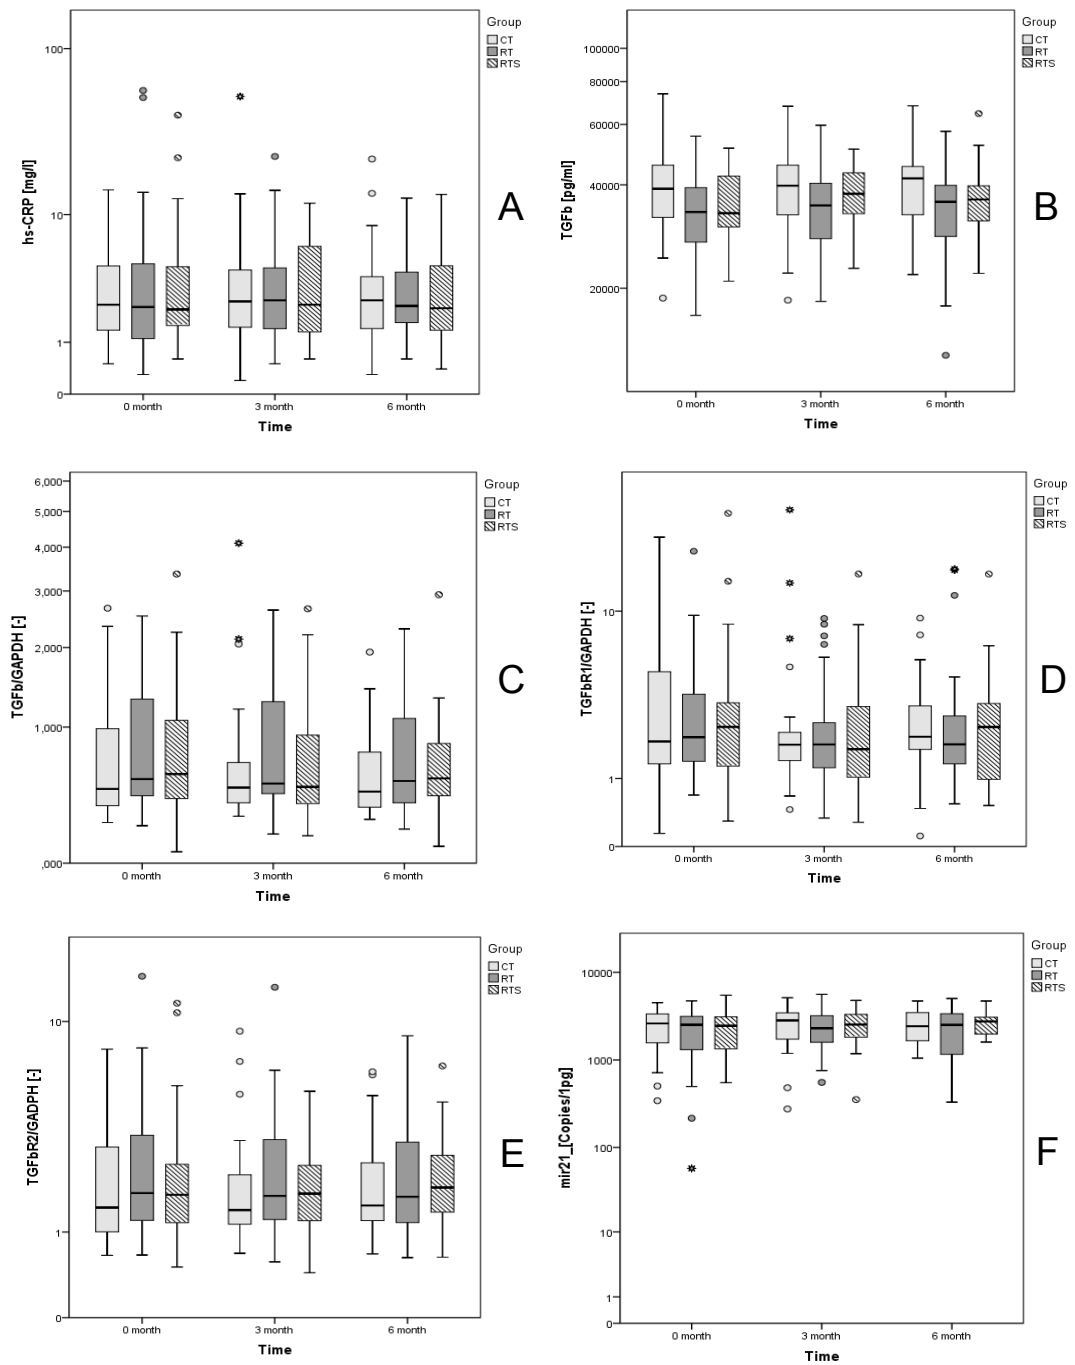 Group
CT
RT
RTS
100
10
1
0
hs-CRP [mg/l]
0 month 3 month 6 month
Time
A
Group
CT
RT
RTS
100000
80000
60000
40000
20000
TGFb [pg/ml]
0 month 3 month 6 month
Time
B
Group
CT
RT
RTS
6,000
5,000
4,000
3,000
2,000
1,000
,000
TGFb/GAPDH [-]
0 month 3 month 6 month
Time
C
Group
CT
RT
RTS
10
1
0
TGFbR1/GAPDH [-]
0 month 3 month 6 month
Time
D
Group
CT
RT
RTS
10
1
0
TGFbR2/GADPH [-]
0 month 3 month 6 month
Time
E
Group
CT
RT
RTS
10000
1000
100
10
1
0
mir21_[Copies/1pg]
0 month 3 month 6 month
Time
F